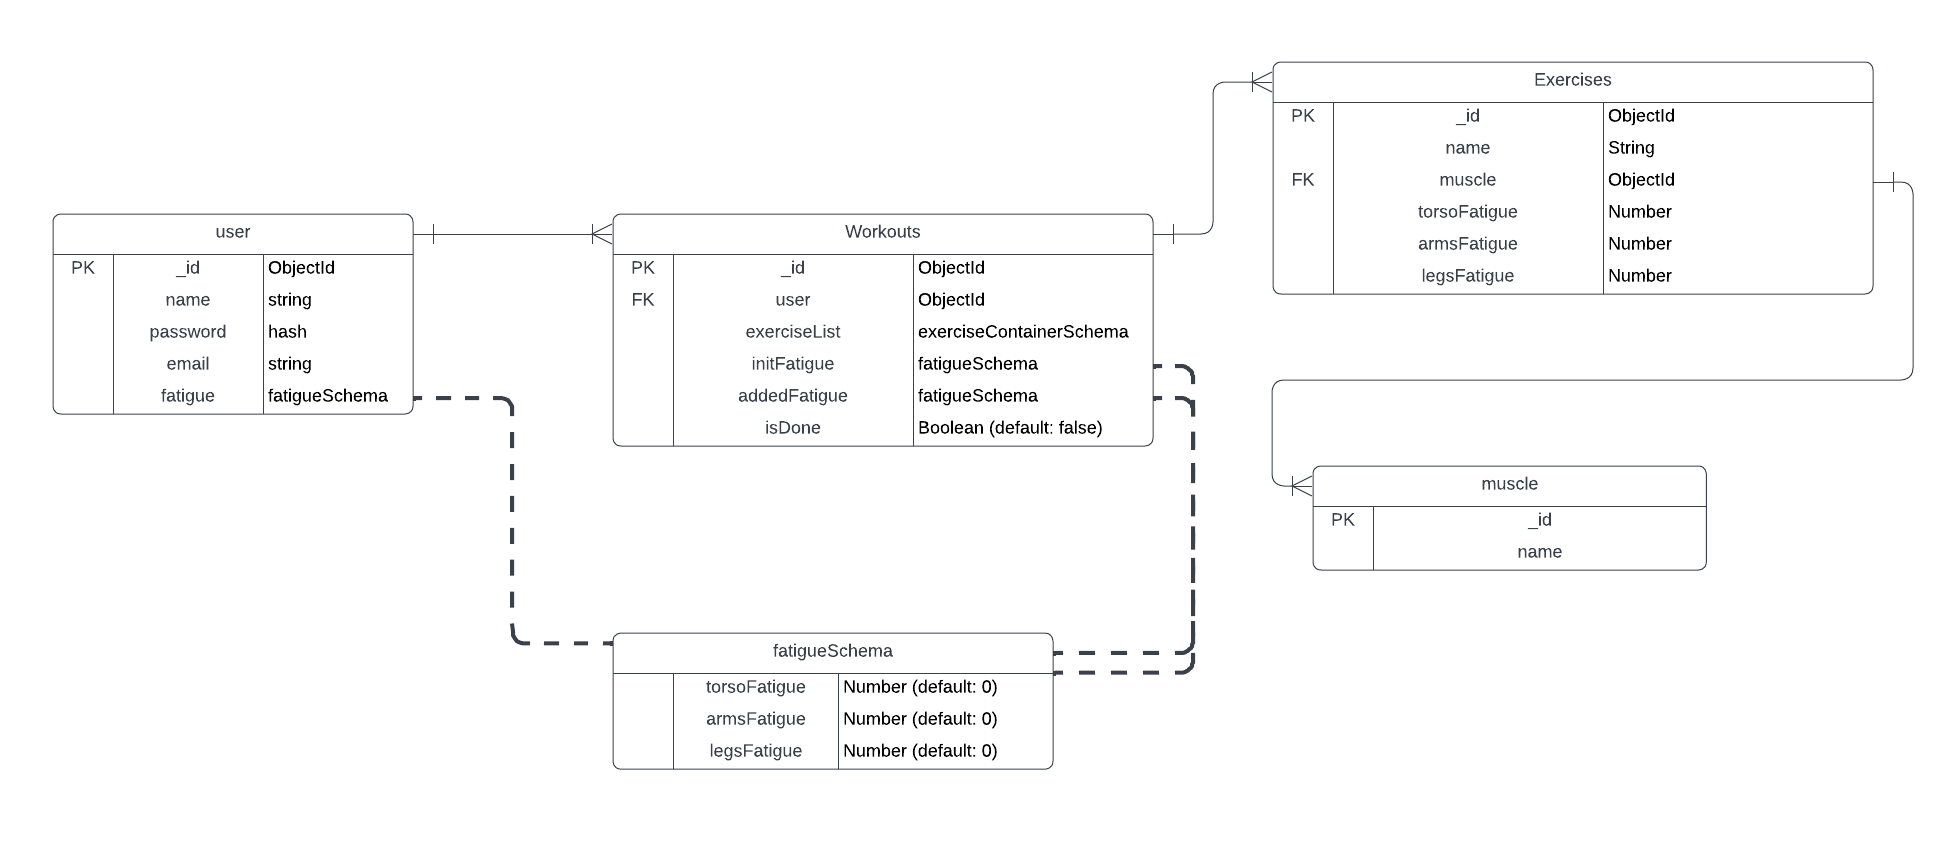 Exercises
PK _id ObjectId
name String
FK muscle ObjectId
torsoFatigue Number
armsFatigue Number
legsFatigue Number
user
PK _id ObjectId
name string
password hash
email string
fatigue fatigueSchema
Workouts
PK _id ObjectId
FK user ObjectId
exerciseList exerciseContainerSchema
initFatigue fatigueSchema
addedFatigue fatigueSchema
isDone Boolean (default: false)
muscle
PK _id
name
fatigueSchema
torsoFatigue Number (default: 0)
armsFatigue Number (default: 0)
legsFatigue Number (default: 0)